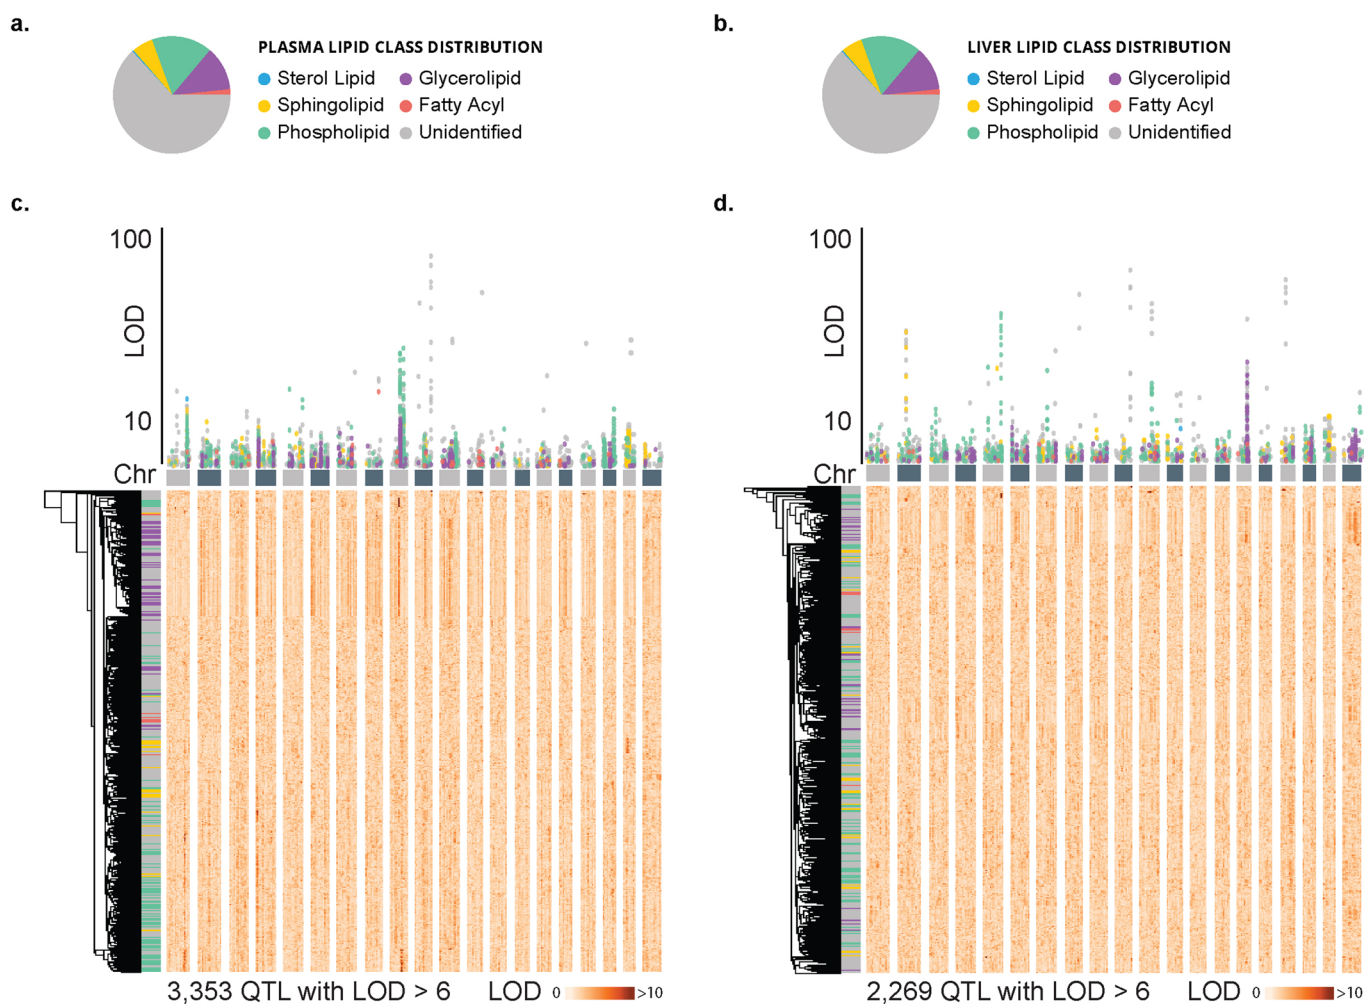 a.
PLASMA LIPID CLASS DISTRIBUTION
Sterol Lipid Glycerolipid
Sphingolipid Fatty Acyl
Phospholipid Unidentified
b.
LIVER LIPID CLASS DISTRIBUTION
Sterol Lipid Glycerolipid
Sphingolipid Fatty Acyl
Phospholipid Unidentified
c.
100
LOD
10
Chr
3,353 QTL with LOD > 6 LOD 0 >10
d.
100
LOD
10
Chr
2,269 QTL with LOD > 6 LOD 0 >10